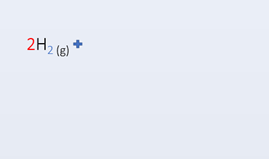 2H₂ (g) +